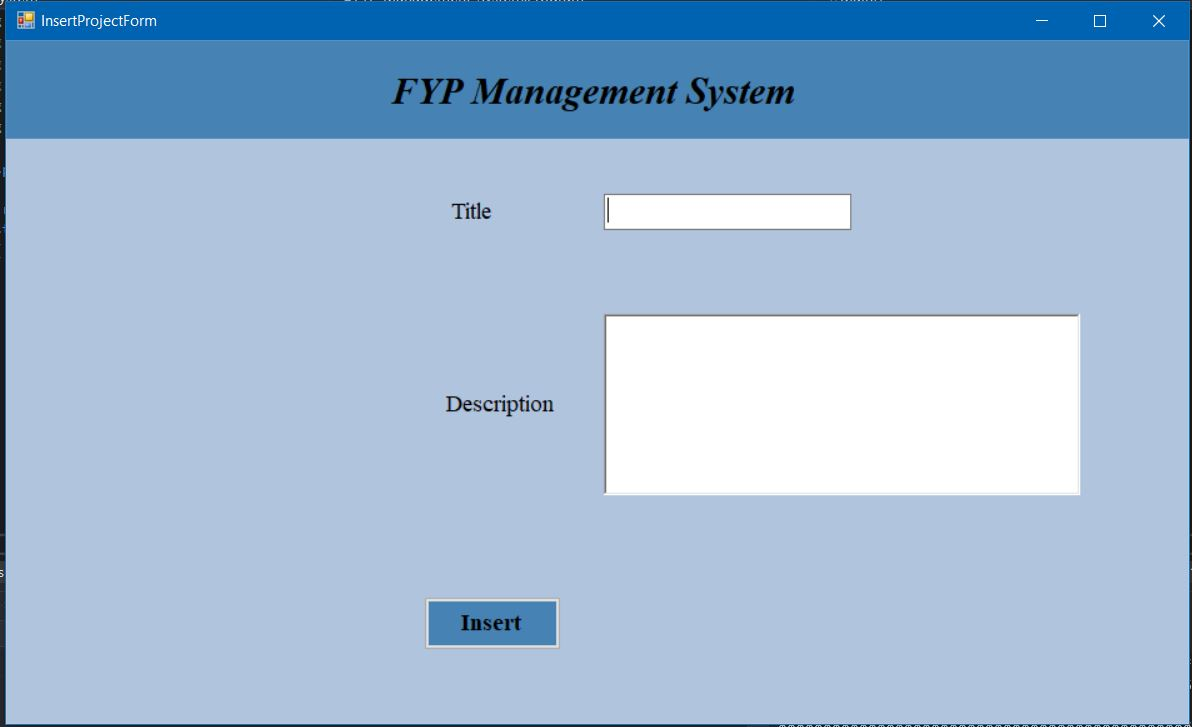 InsertProjectForm
FYP Management System
Title
Description
Insert